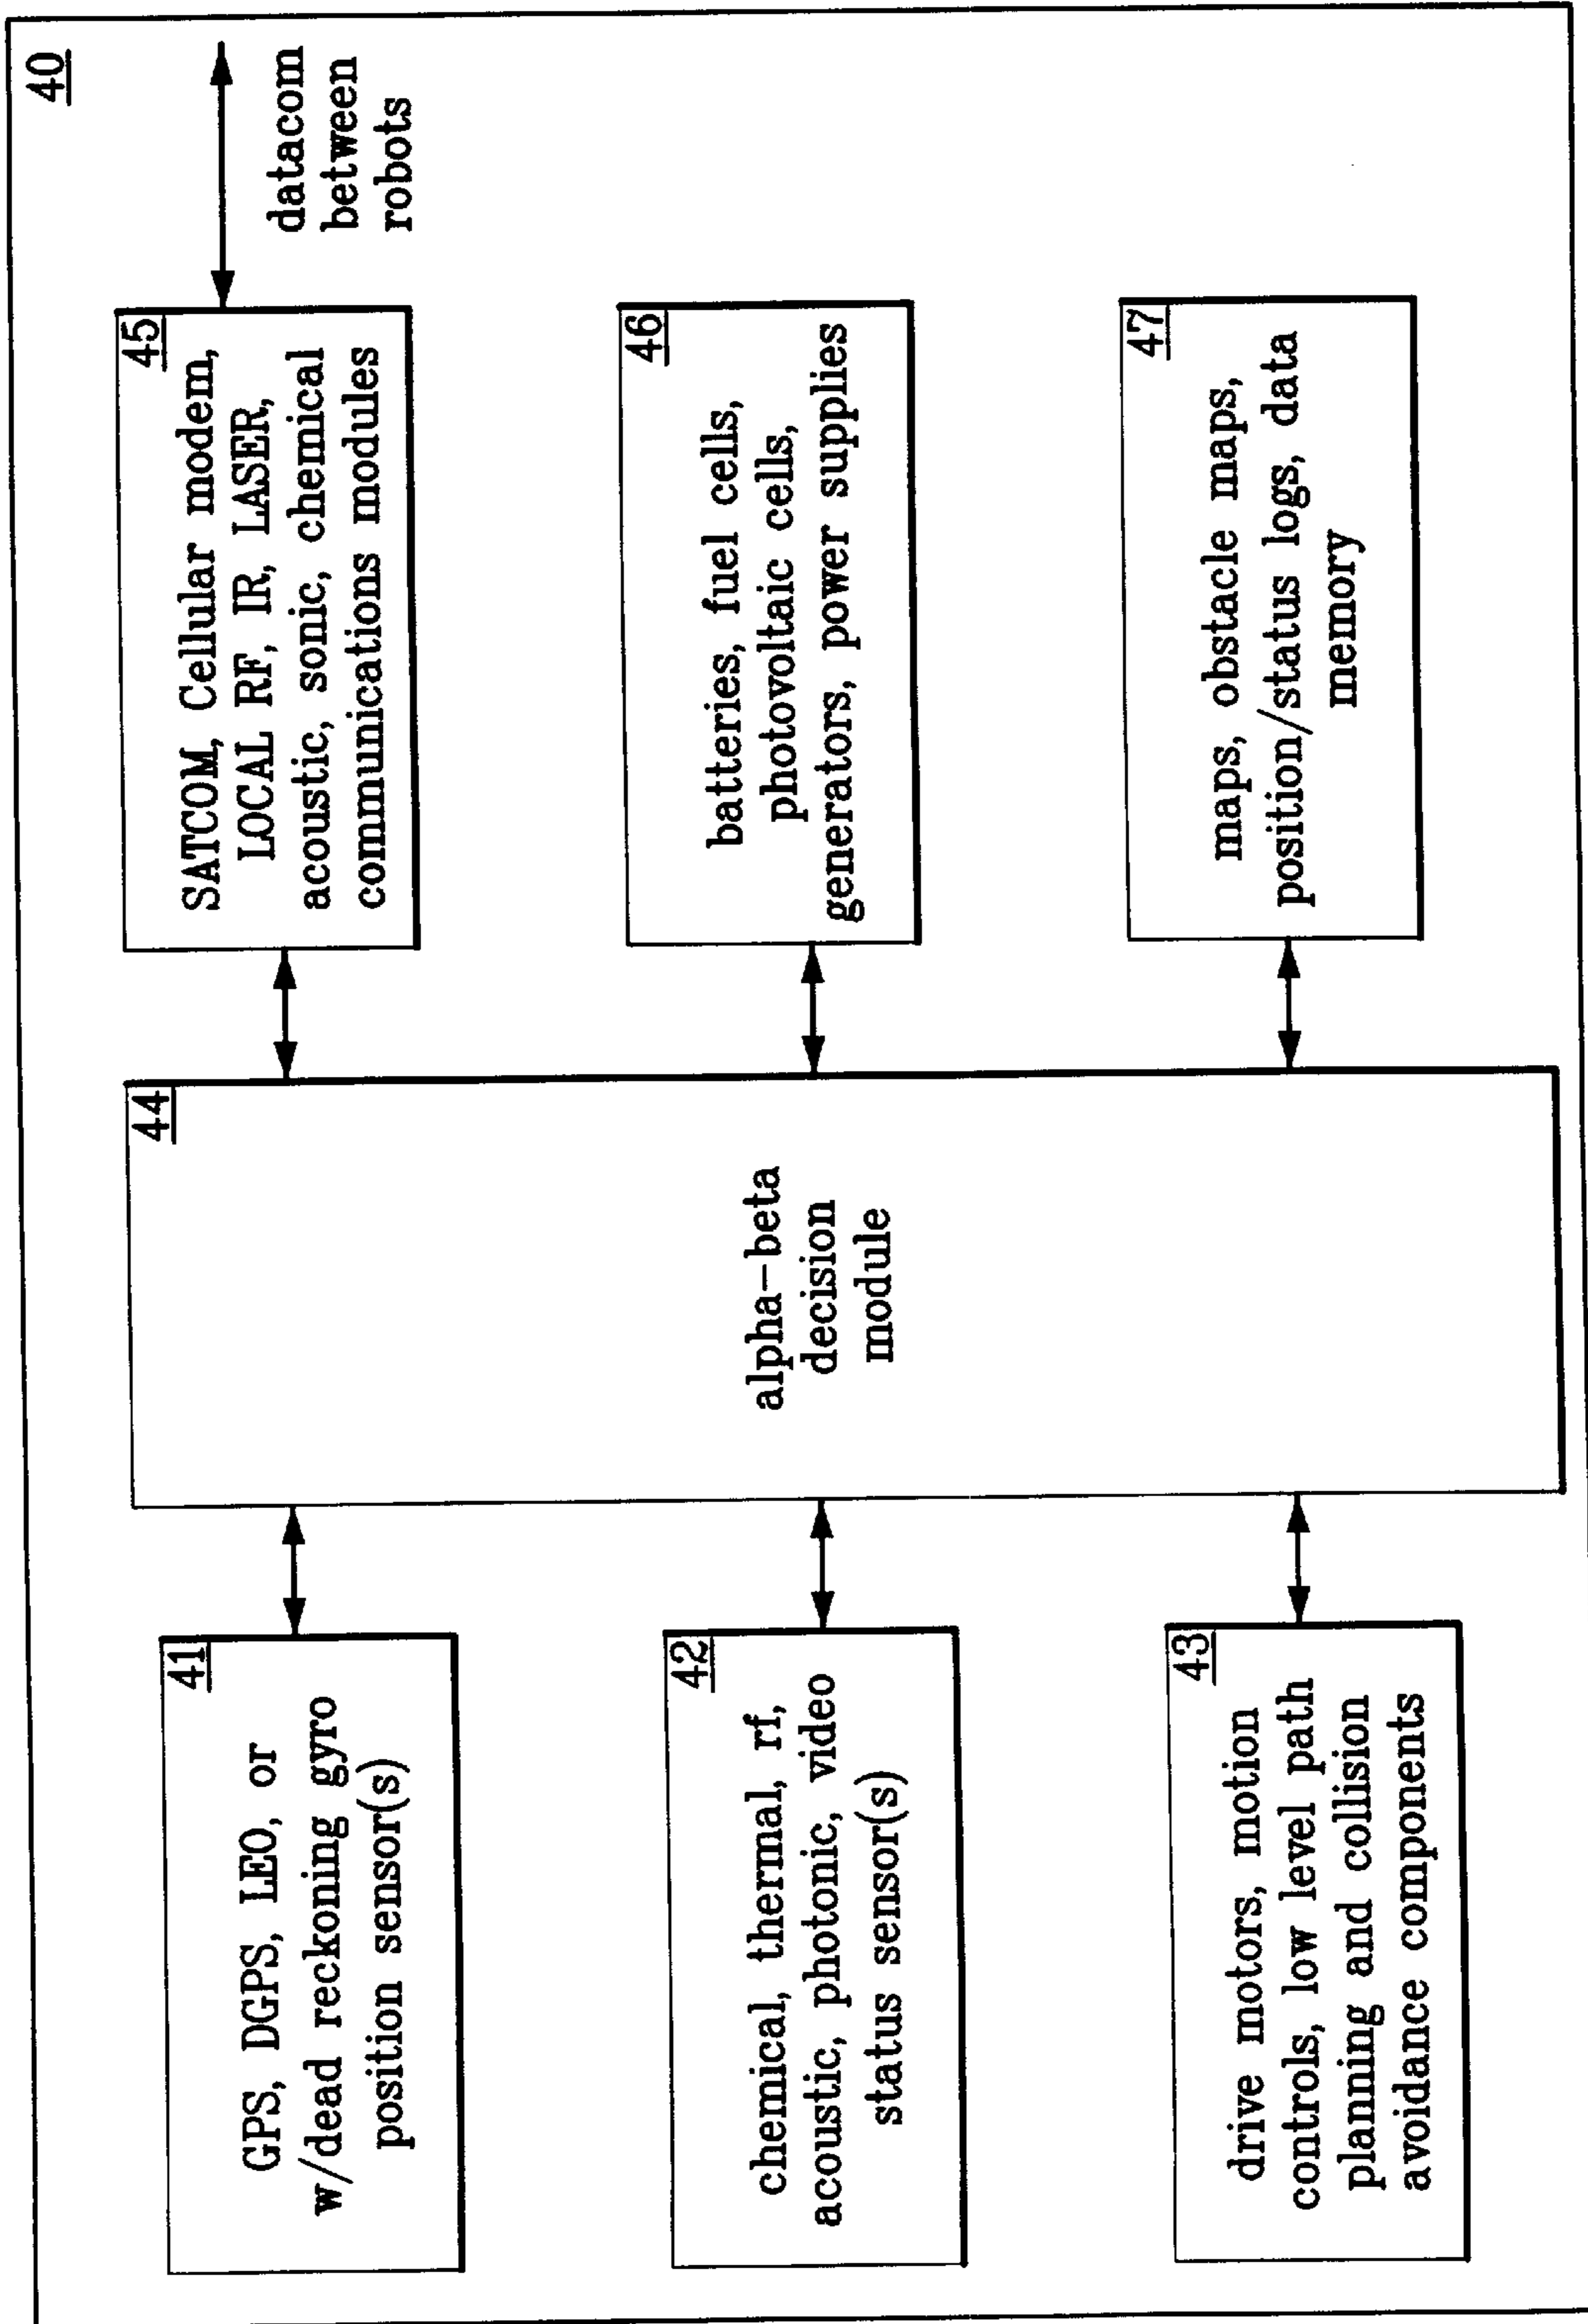 40
41
GPS, DGPS, LEO, or
w/dead reckoning gyro
position sensor(s)
42
chemical, thermal, rf,
acoustic, photonic, video
status sensor(s)
43
drive motors, motion
controls, low level path
planning and collision
avoidance components
44
alpha-beta
decision
module
45
SATCOM, Cellular modem,
LOCAL RF, IR, LASER,
acoustic, sonic, chemical
communications modules
datacom
between
robots
46
batteries, fuel cells,
photovoltaic cells,
generators, power supplies
47
maps, obstacle maps,
position/status logs, data
memory